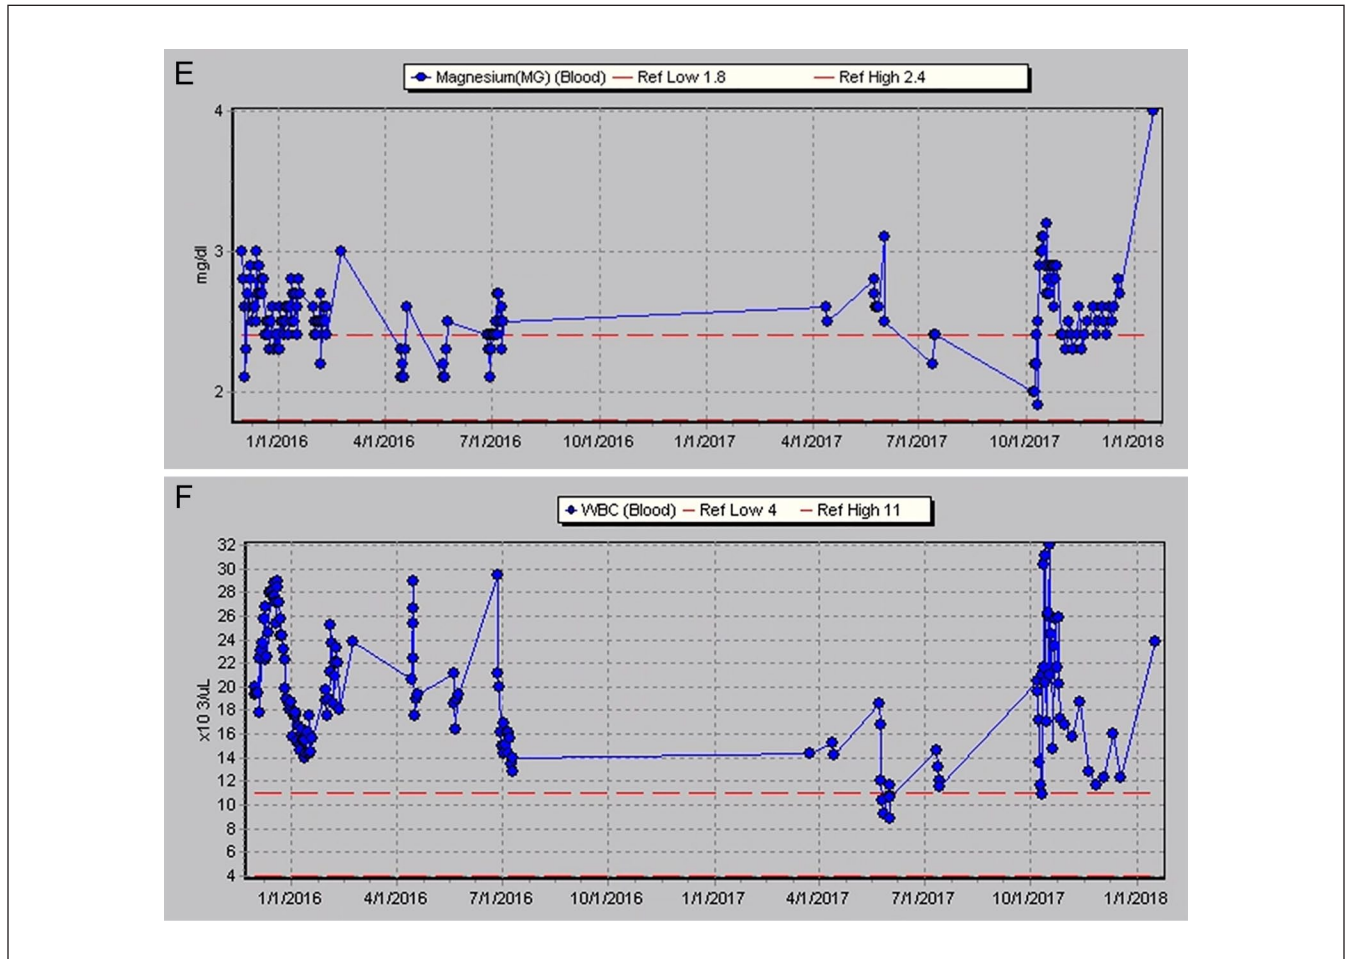 E
Magnesium(MG) (Blood) Ref Low 1.8 Ref High 2.4
4
3
2
mg/dl
1/1/2016 4/1/2016 7/1/2016 10/1/2016 1/1/2017 4/1/2017 7/1/2017 10/1/2017 1/1/2018
F
WBC (Blood) Ref Low 4 Ref High 11
32
30
28
26
24
22
20
18
16
14
12
10
8
6
4
x10 3/uL
1/1/2016 4/1/2016 7/1/2016 10/1/2016 1/1/2017 4/1/2017 7/1/2017 10/1/2017 1/1/2018